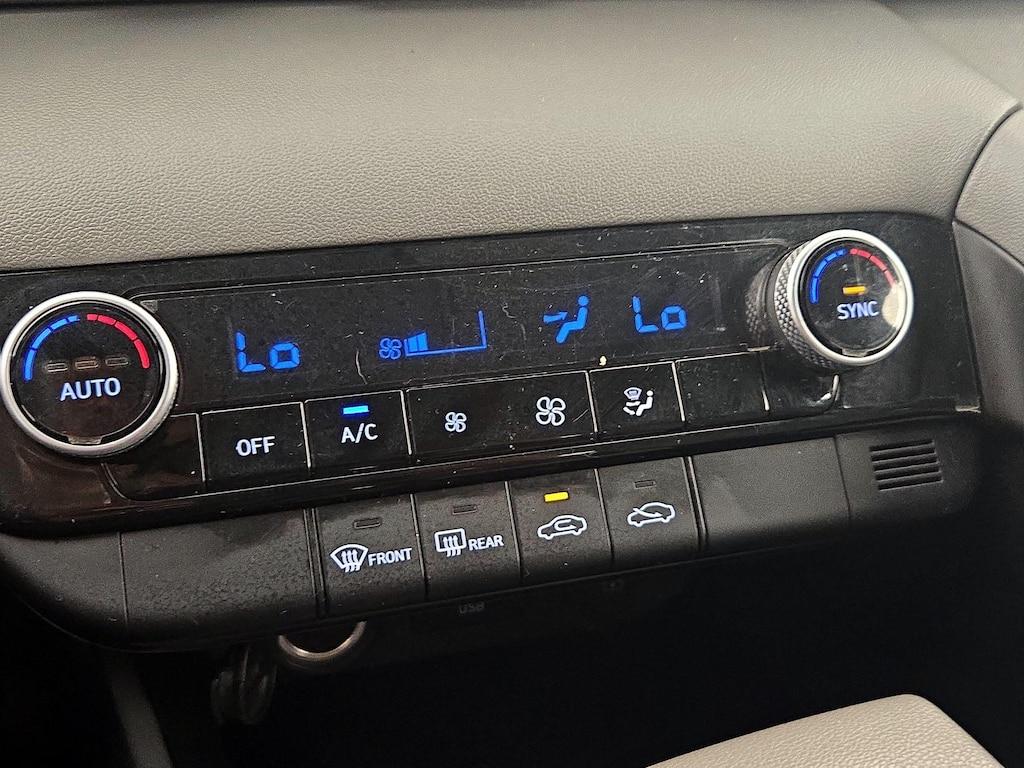 Lo Lo
AUTO SYNC
OFF A/C
FRONT REAR
USB